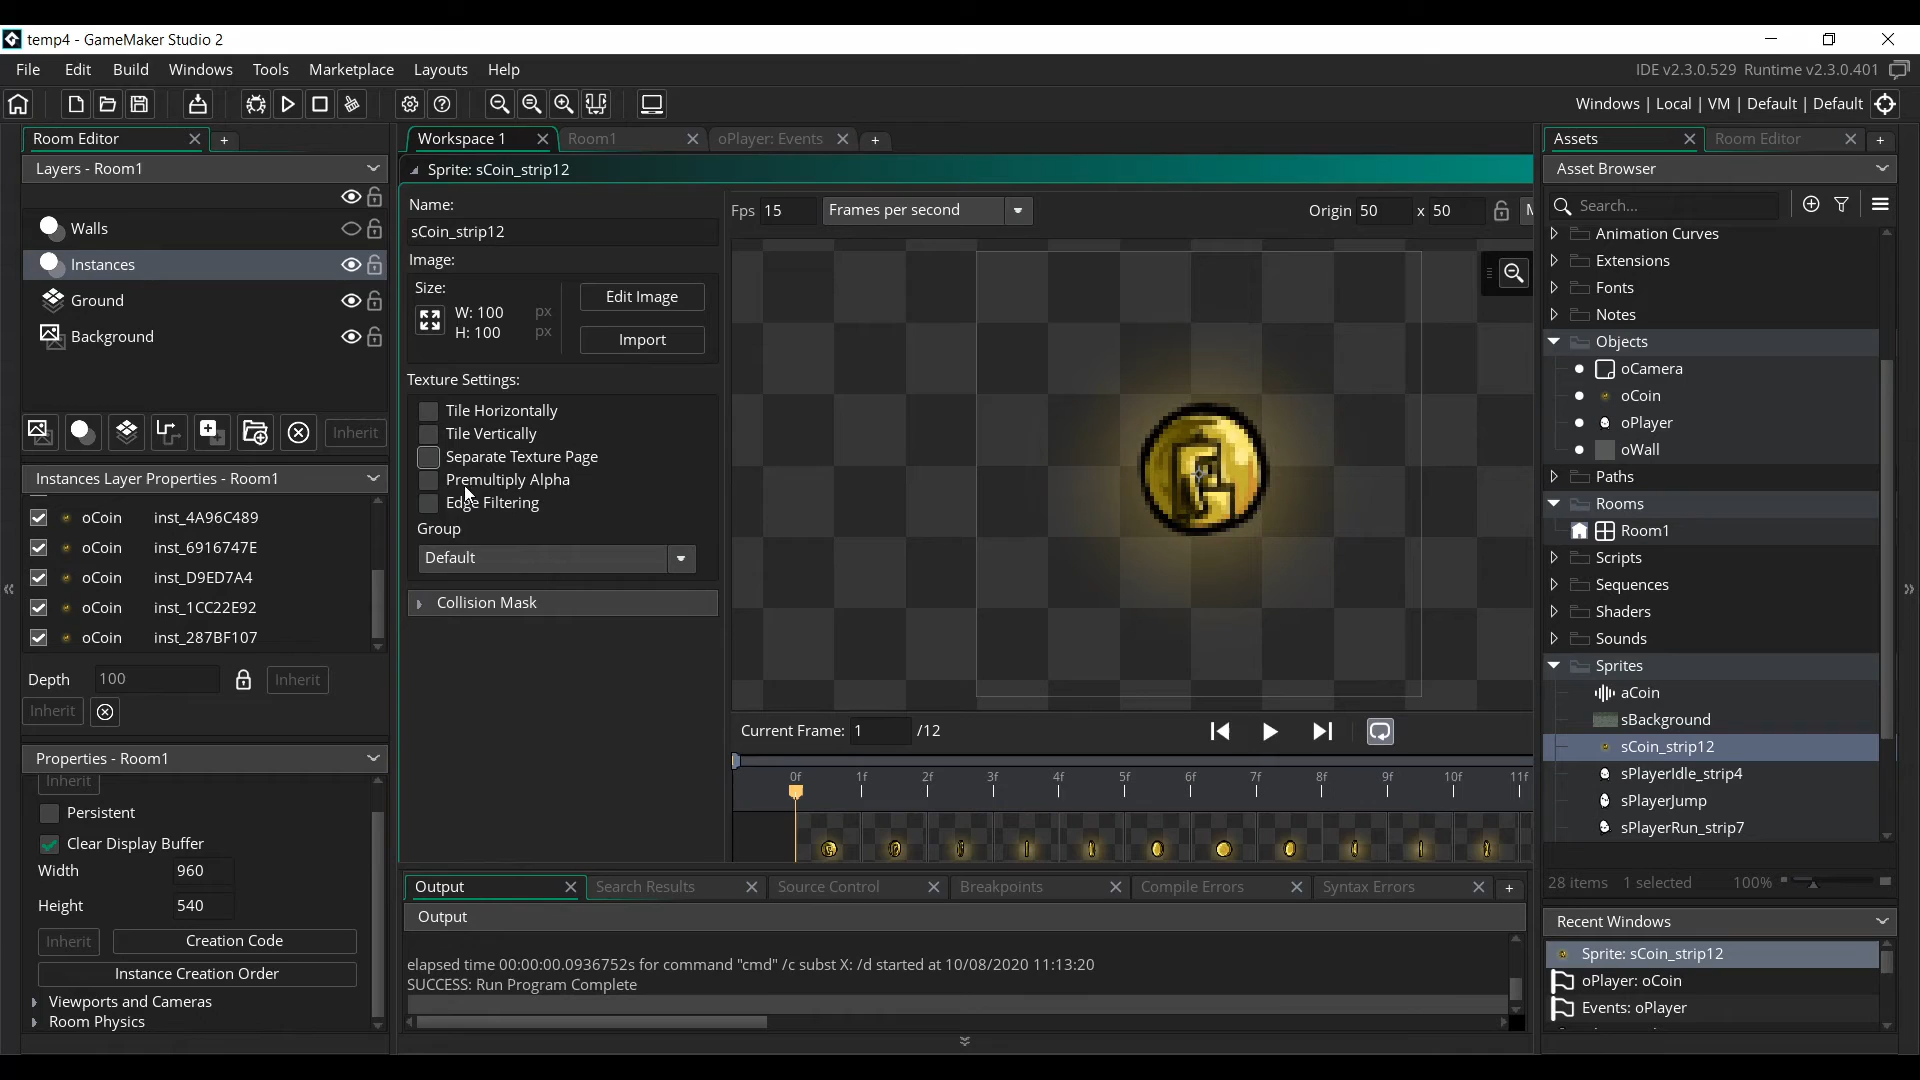 temp4 - GameMaker Studio 2
File Edit Build Windows Tools Marketplace Layouts Help
IDE v2.3.0.529 Runtime v2.3.0.401
Windows | Local | VM | Default | Default
Room Editor
Layers - Room1
Walls
Instances
Ground
Background
Inherit
Instances Layer Properties - Room1
oCoin inst_4A96C489
oCoin inst_6916747E
oCoin inst_D9ED7A4
oCoin inst_1CC22E92
oCoin inst_287BF107
Depth 100 Inherit
Inherit
Properties - Room1
Inherit
Persistent
Clear Display Buffer
Width 960
Height 540
Inherit Creation Code
Instance Creation Order
Viewports and Cameras
Room Physics
Workspace 1 Room1 oPlayer: Events
Sprite: sCoin_strip12
Name:
sCoin_strip12
Image:
Size:
W: 100 px
H: 100 px
Edit Image
Import
Texture Settings:
Tile Horizontally
Tile Vertically
Separate Texture Page
Premultiply Alpha
Edge Filtering
Group
Default
Collision Mask
Fps 15 Frames per second Origin 50 x 50
Current Frame: 1 /12
0f 1f 2f 3f 4f 5f 6f 7f 8f 9f 10f 11f
Output Search Results Source Control Breakpoints Compile Errors Syntax Errors
Output
elapsed time 00:00:00.0936752s for command "cmd" /c subst X: /d started at 10/08/2020 11:13:20
SUCCESS: Run Program Complete
Assets Room Editor
Asset Browser
Search...
Animation Curves
Extensions
Fonts
Notes
Objects
oCamera
oCoin
oPlayer
oWall
Paths
Rooms
Room1
Scripts
Sequences
Shaders
Sounds
Sprites
aCoin
sBackground
sCoin_strip12
sPlayerIdle_strip4
sPlayerJump
sPlayerRun_strip7
28 items 1 selected 100%
Recent Windows
Sprite: sCoin_strip12
oPlayer: oCoin
Events: oPlayer